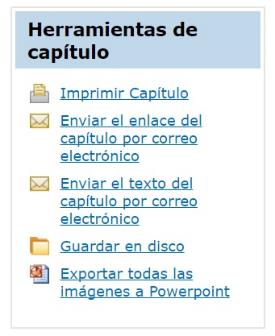 Herramientas de
capítulo
Imprimir Capítulo
Enviar el enlace del
capítulo por correo
electrónico
Enviar el texto del
capítulo por correo
electrónico
Guardar en disco
Exportar todas las
imágenes a Powerpoint